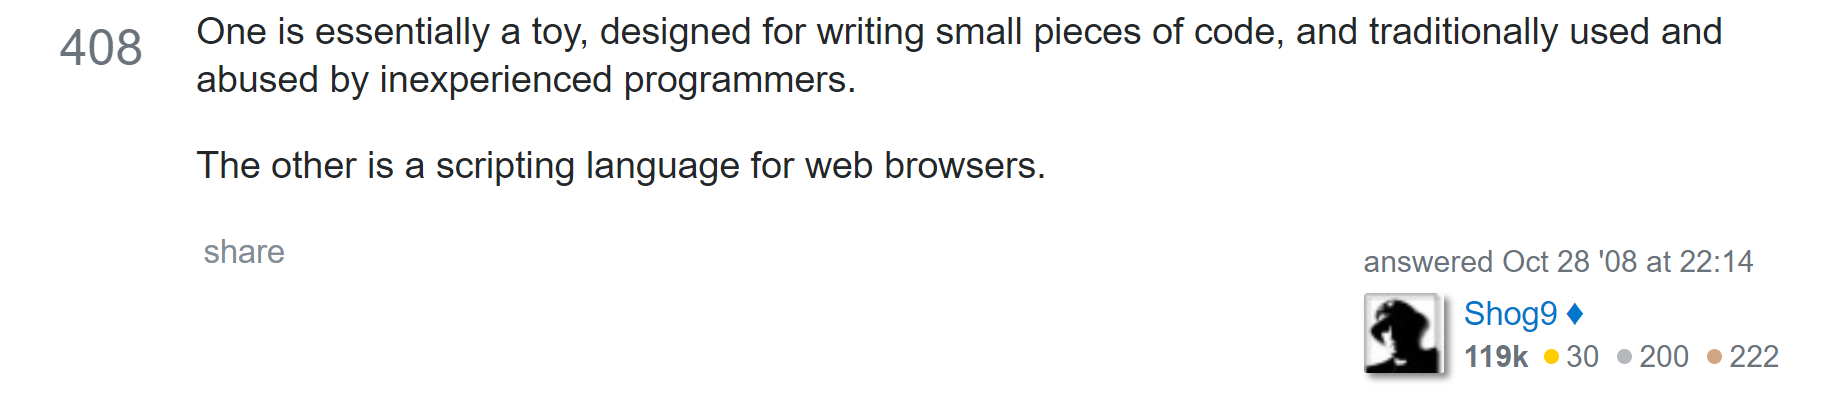 408
One is essentially a toy, designed for writing small pieces of code, and traditionally used and
abused by inexperienced programmers.
The other is a scripting language for web browsers.
share
answered Oct 28 '08 at 22:14
Shog9 ♦
119k ● 30 ● 200 ● 222